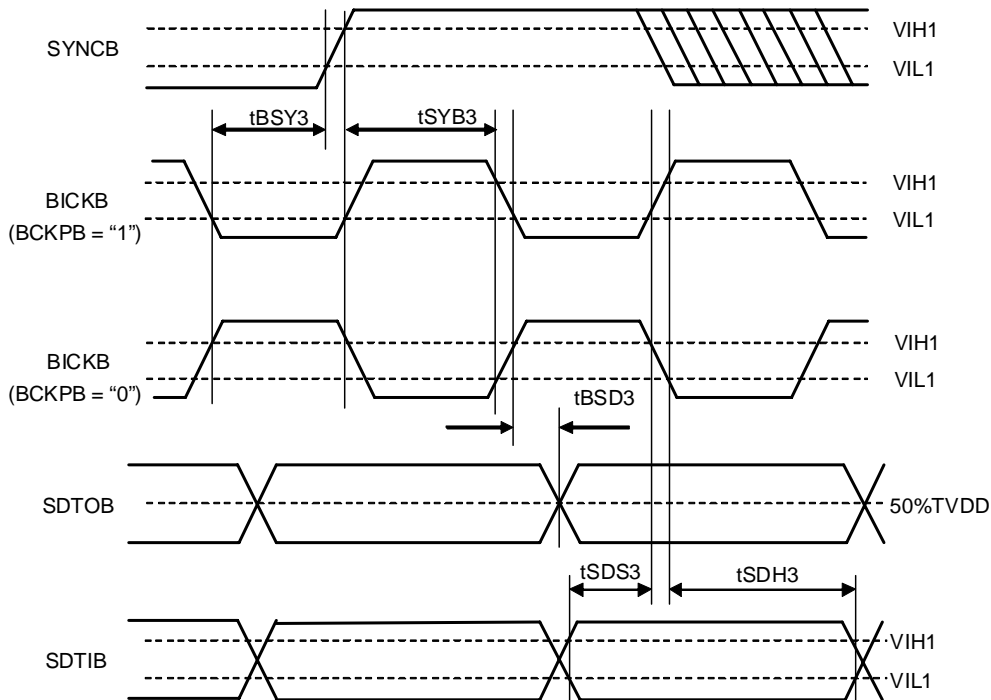 SYNCB
VIH1
VIL1
tBSY3
tSYB3
BICKB
(BCKPB = “1”)
VIH1
VIL1
BICKB
(BCKPB = “0”)
VIH1
VIL1
tBSD3
SDTOB
50%TVDD
tSDS3
tSDH3
SDTIB
VIH1
VIL1